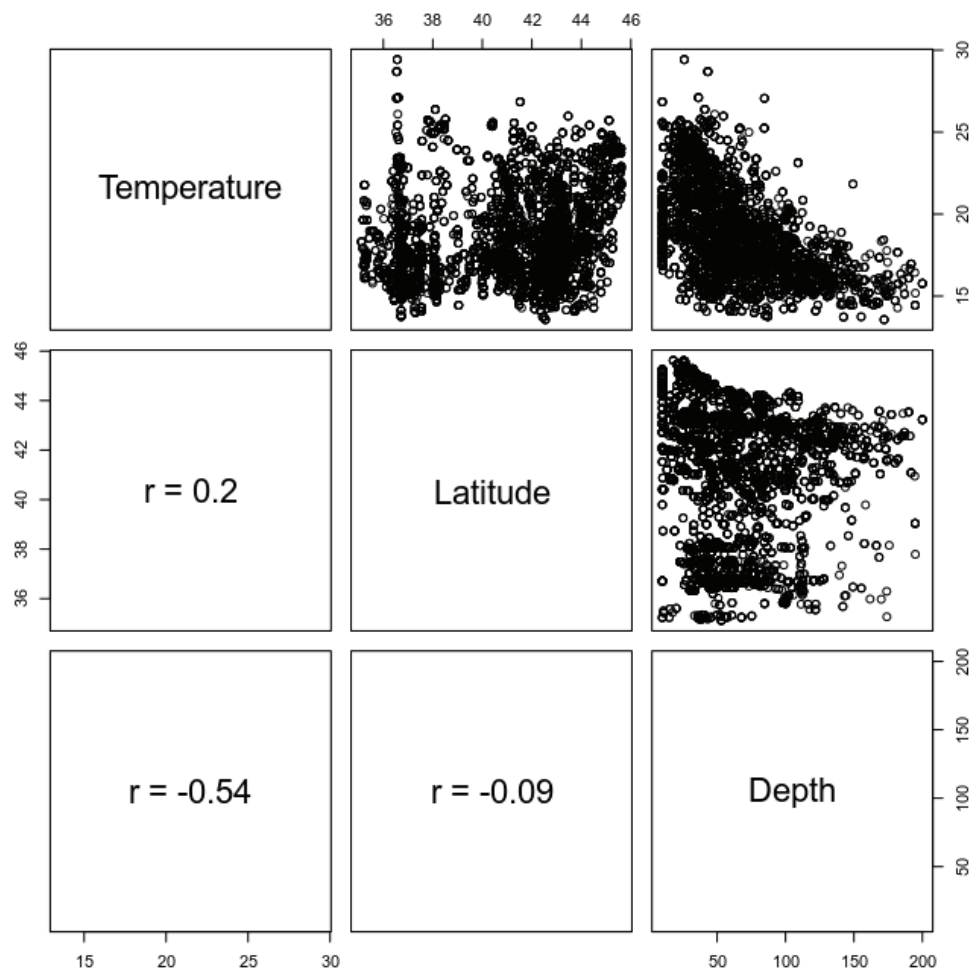 36 38 40 42 44 46
Temperature
15 20 25 30
36 38 40 42 44 46
r = 0.2
Latitude
r = -0.54
r = -0.09
Depth
50 100 150 200
15 20 25 30
50 100 150 200